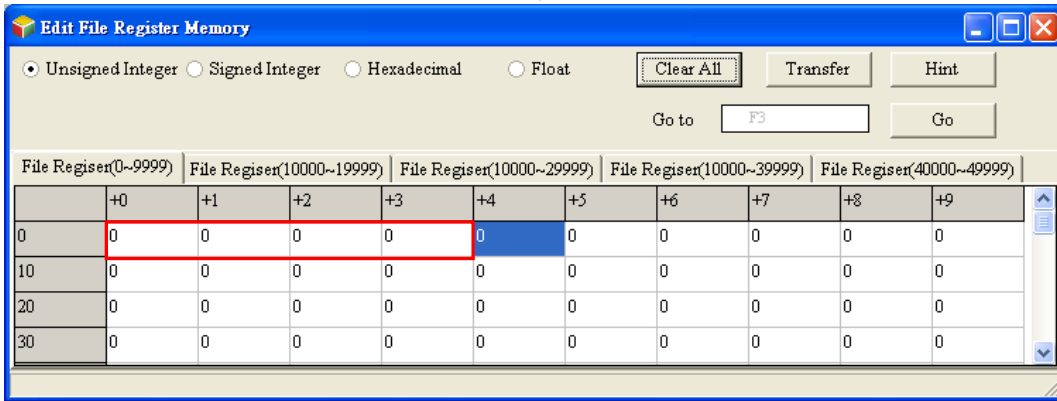 Edit File Register Memory
Unsigned Integer Signed Integer Hexadecimal Float Clear All Transfer Hint
Go to F3 Go
File Regiser(0~9999) File Regiser(10000~19999) File Regiser(10000~29999) File Regiser(10000~39999) File Regiser(40000~49999)
+0 +1 +2 +3 +4 +5 +6 +7 +8 +9
0 0 0 0 0 0 0 0 0 0 0
10 0 0 0 0 0 0 0 0 0 0
20 0 0 0 0 0 0 0 0 0 0
30 0 0 0 0 0 0 0 0 0 0